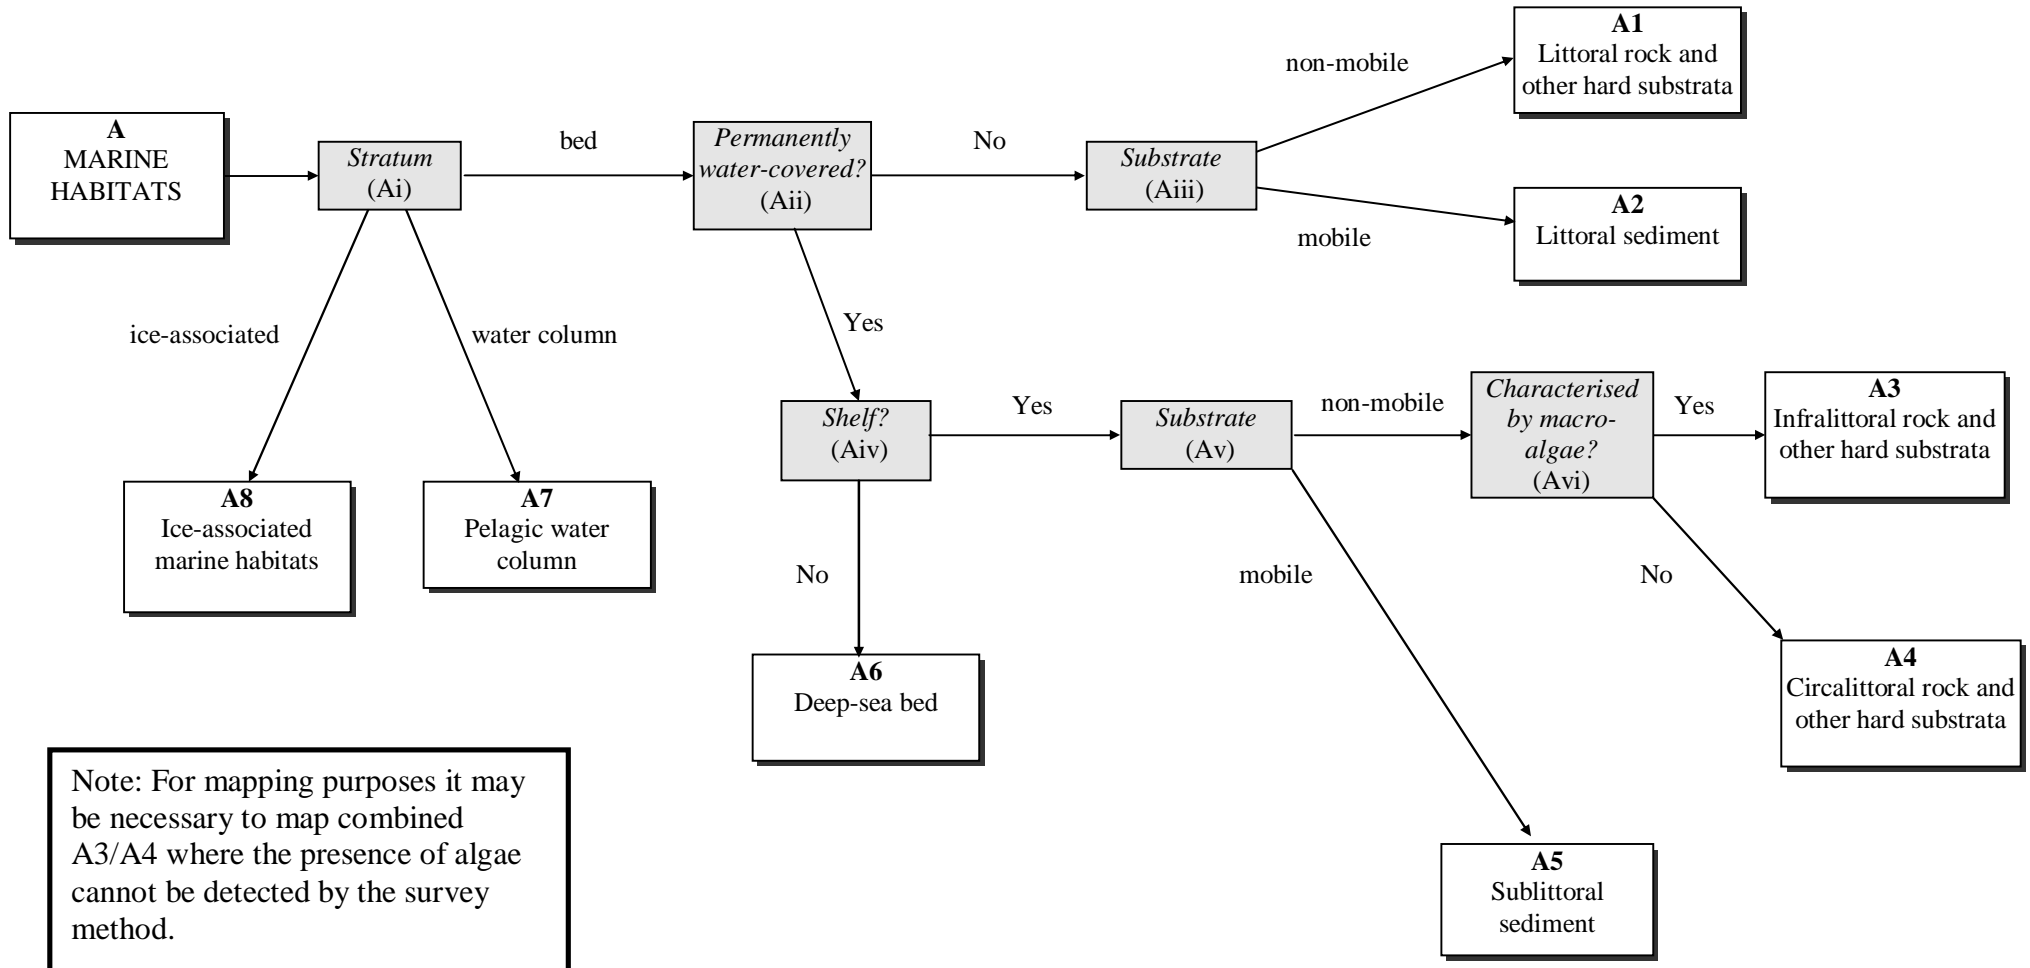 A
MARINE
HABITATS
Stratum
(Ai)
bed
Permanently
water-covered?
(Aii)
No
Substrate
(Aiii)
non-mobile
A1
Littoral rock and
other hard substrata
mobile
A2
Littoral sediment
ice-associated
water column
Yes
A8
Ice-associated
marine habitats
A7
Pelagic water
column
Shelf?
(Aiv)
Yes
Substrate
(Av)
non-mobile
Characterised
by macro-
algae?
(Avi)
Yes
A3
Infralittoral rock and
other hard substrata
No
mobile
No
A6
Deep-sea bed
A4
Circalittoral rock and
other hard substrata
A5
Sublittoral
sediment
Note: For mapping purposes it may
be necessary to map combined
A3/A4 where the presence of algae
cannot be detected by the survey
method.